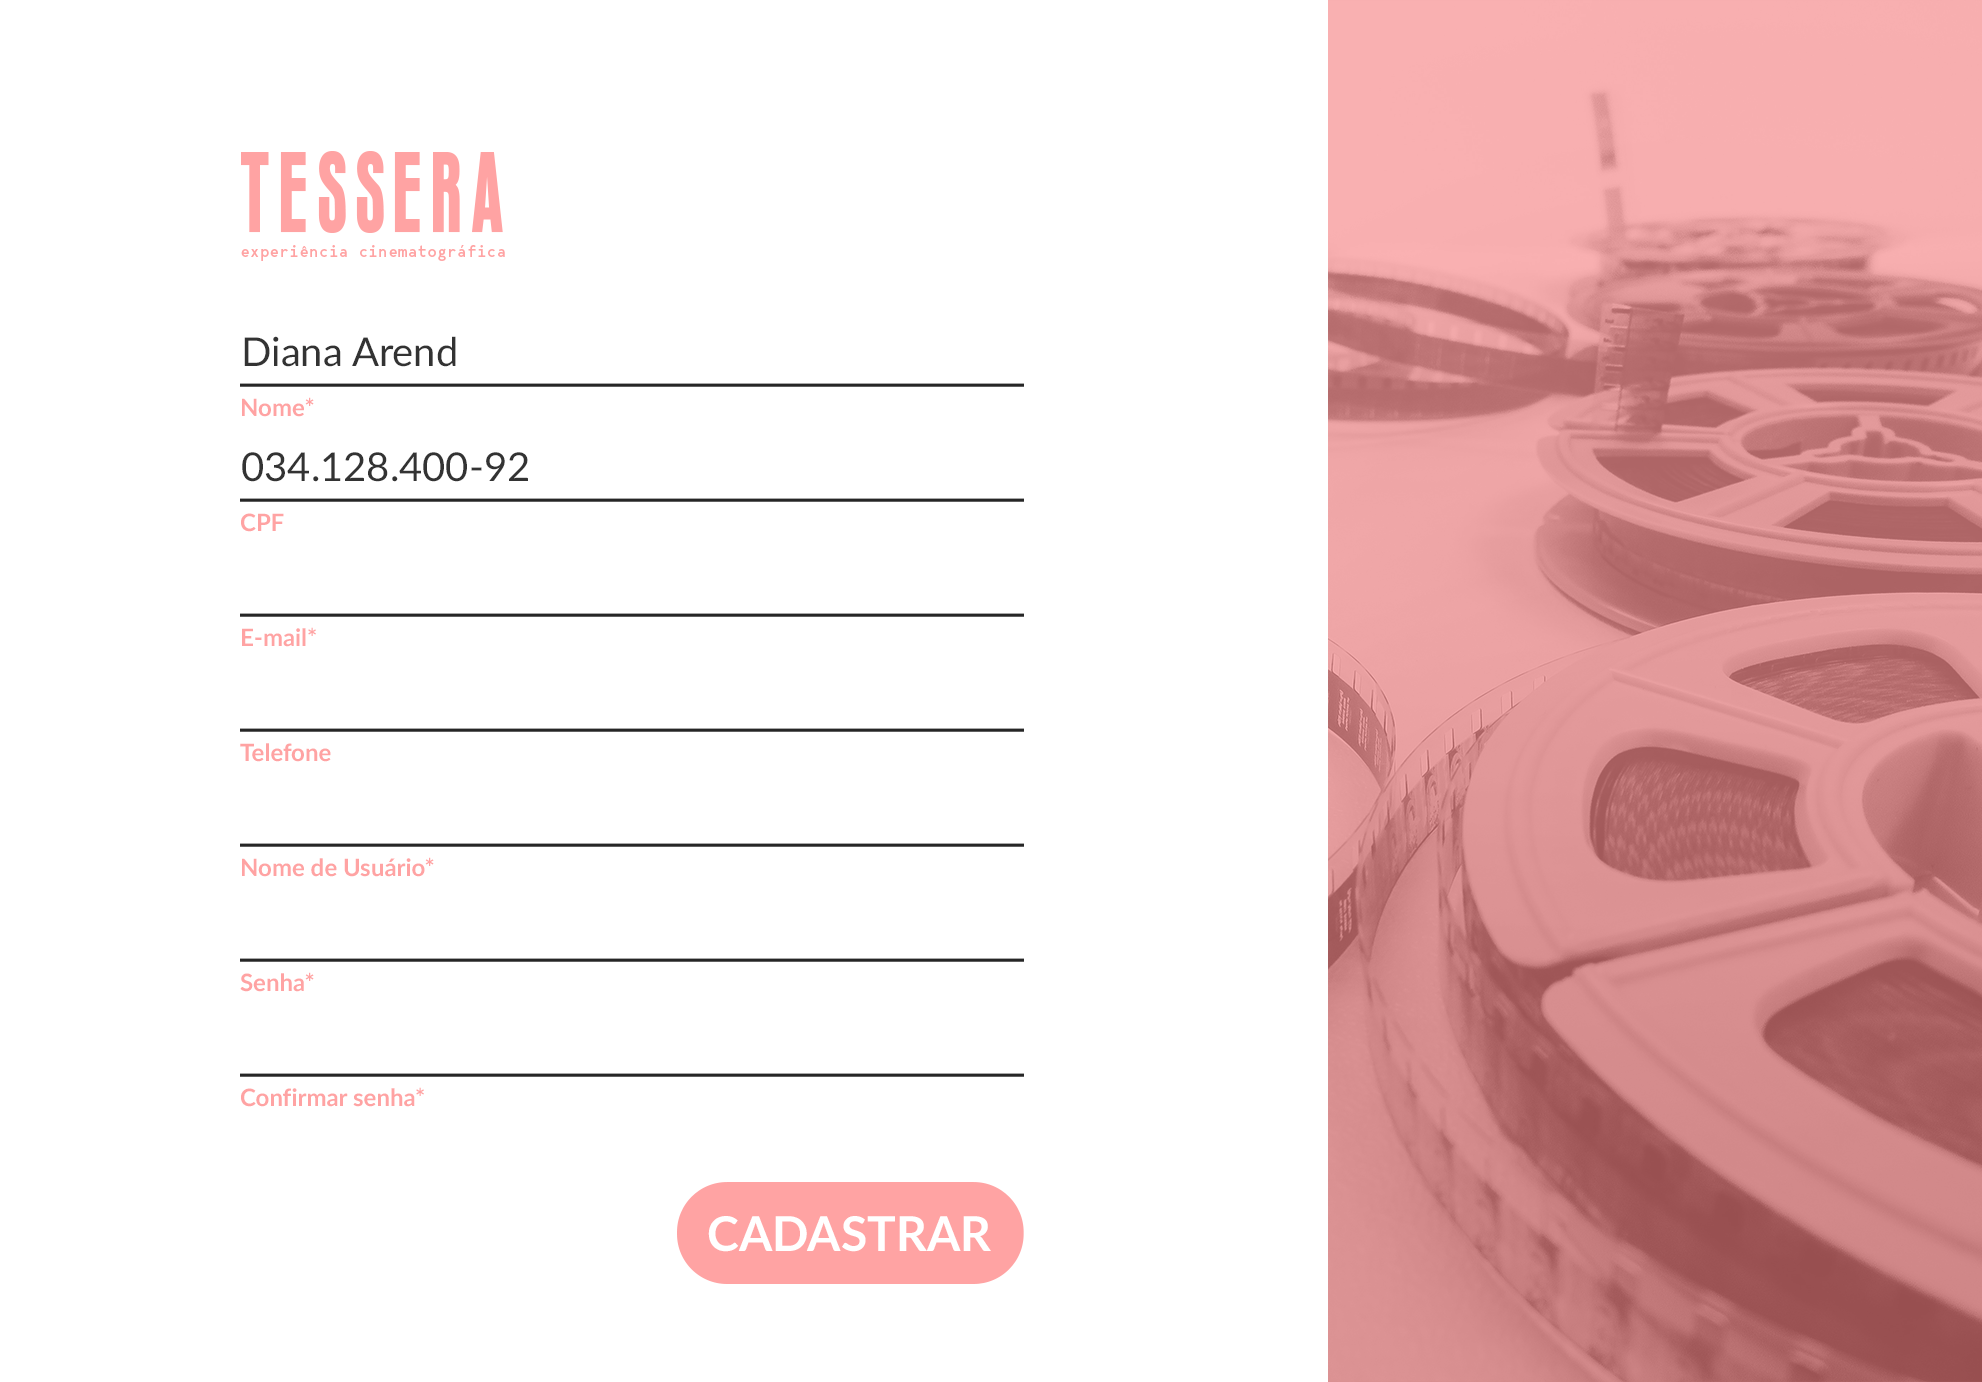 TESSERA
experiência cinematográfica
Diana Arend
Nome*
034.128.400-92
CPF
E-mail*
Telefone
Nome de Usuário*
Senha*
Confirmar senha*
CADASTRAR